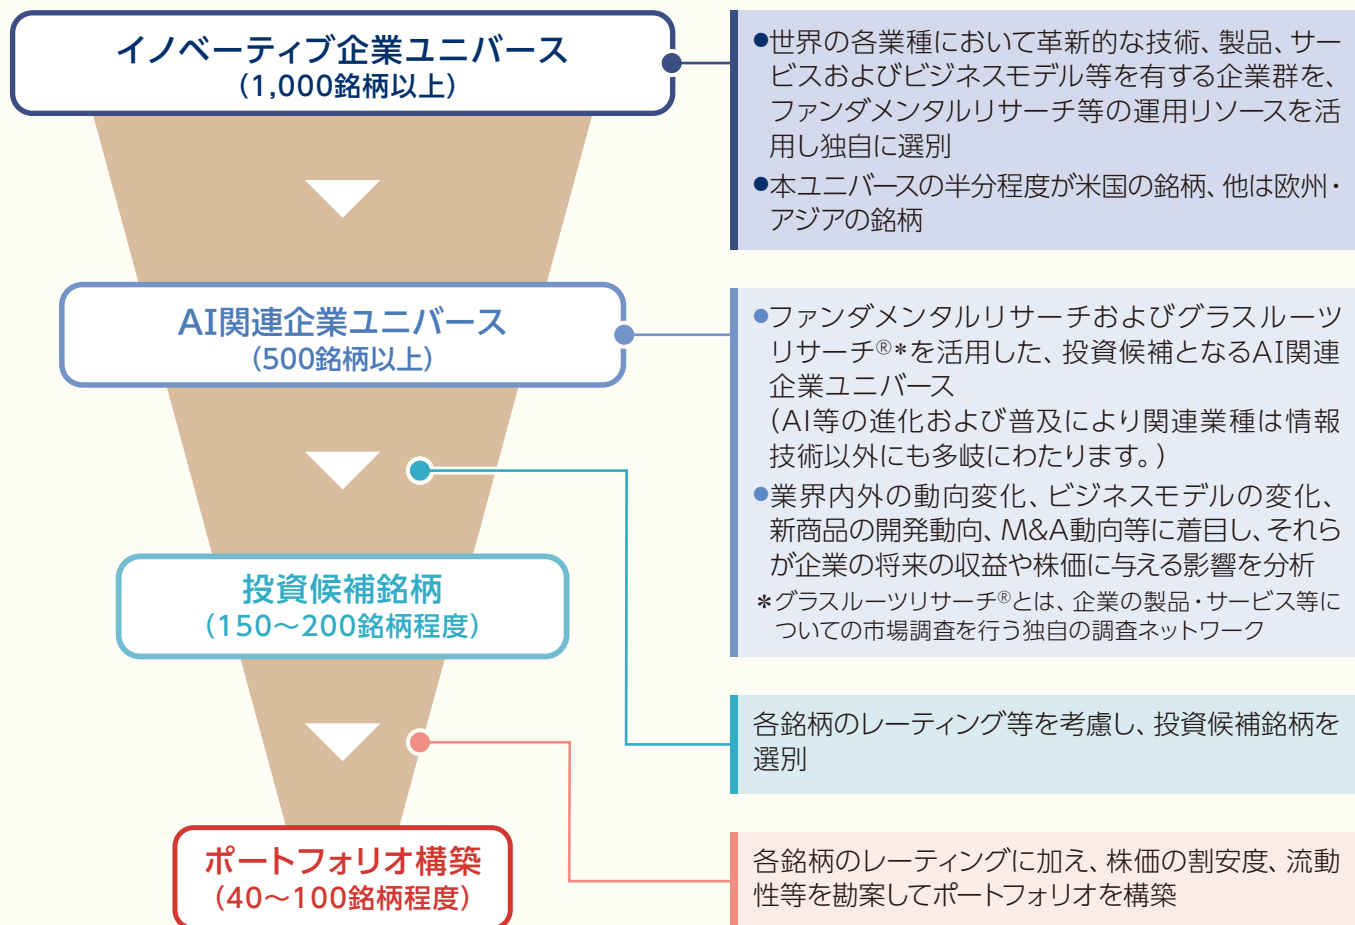 イノベーティブ企業ユニバース
(1,000銘柄以上)
●世界の各業種において革新的な技術、製品、サー
ビスおよびビジネスモデル等を有する企業群を、
ファンダメンタルリサーチ等の運用リソースを活
用し独自に選別
●本ユニバースの半分程度が米国の銘柄、他は欧州・
アジアの銘柄
AI関連企業ユニバース
(500銘柄以上)
●ファンダメンタルリサーチおよびグラスルーツ
リサーチ®*を活用した、投資候補となるAI関連
企業ユニバース
(AI等の進化および普及により関連業種は情報
技術以外にも多岐にわたります。)
●業界内外の動向変化、ビジネスモデルの変化、
新商品の開発動向、M&A動向等に着目し、それら
が企業の将来の収益や株価に与える影響を分析
*グラスルーツリサーチ®とは、企業の製品・サービス等に
ついての市場調査を行う独自の調査ネットワーク
投資候補銘柄
(150～200銘柄程度)
各銘柄のレーティング等を考慮し、投資候補銘柄を
選別
ポートフォリオ構築
(40～100銘柄程度)
各銘柄のレーティングに加え、株価の割安度、流動
性等を勘案してポートフォリオを構築